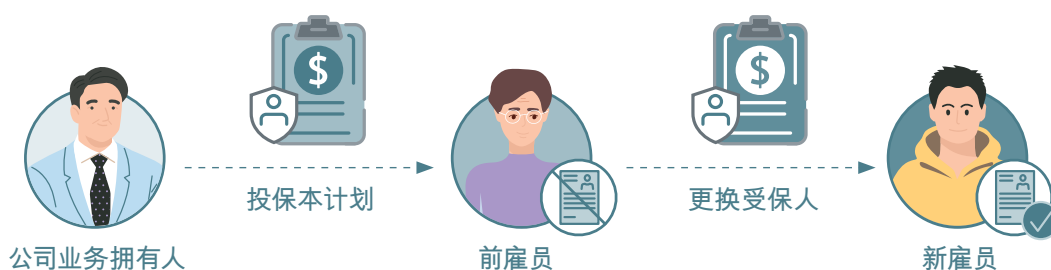 $
$
投保本计划
更换受保人
公司业务拥有人
前雇员
新雇员